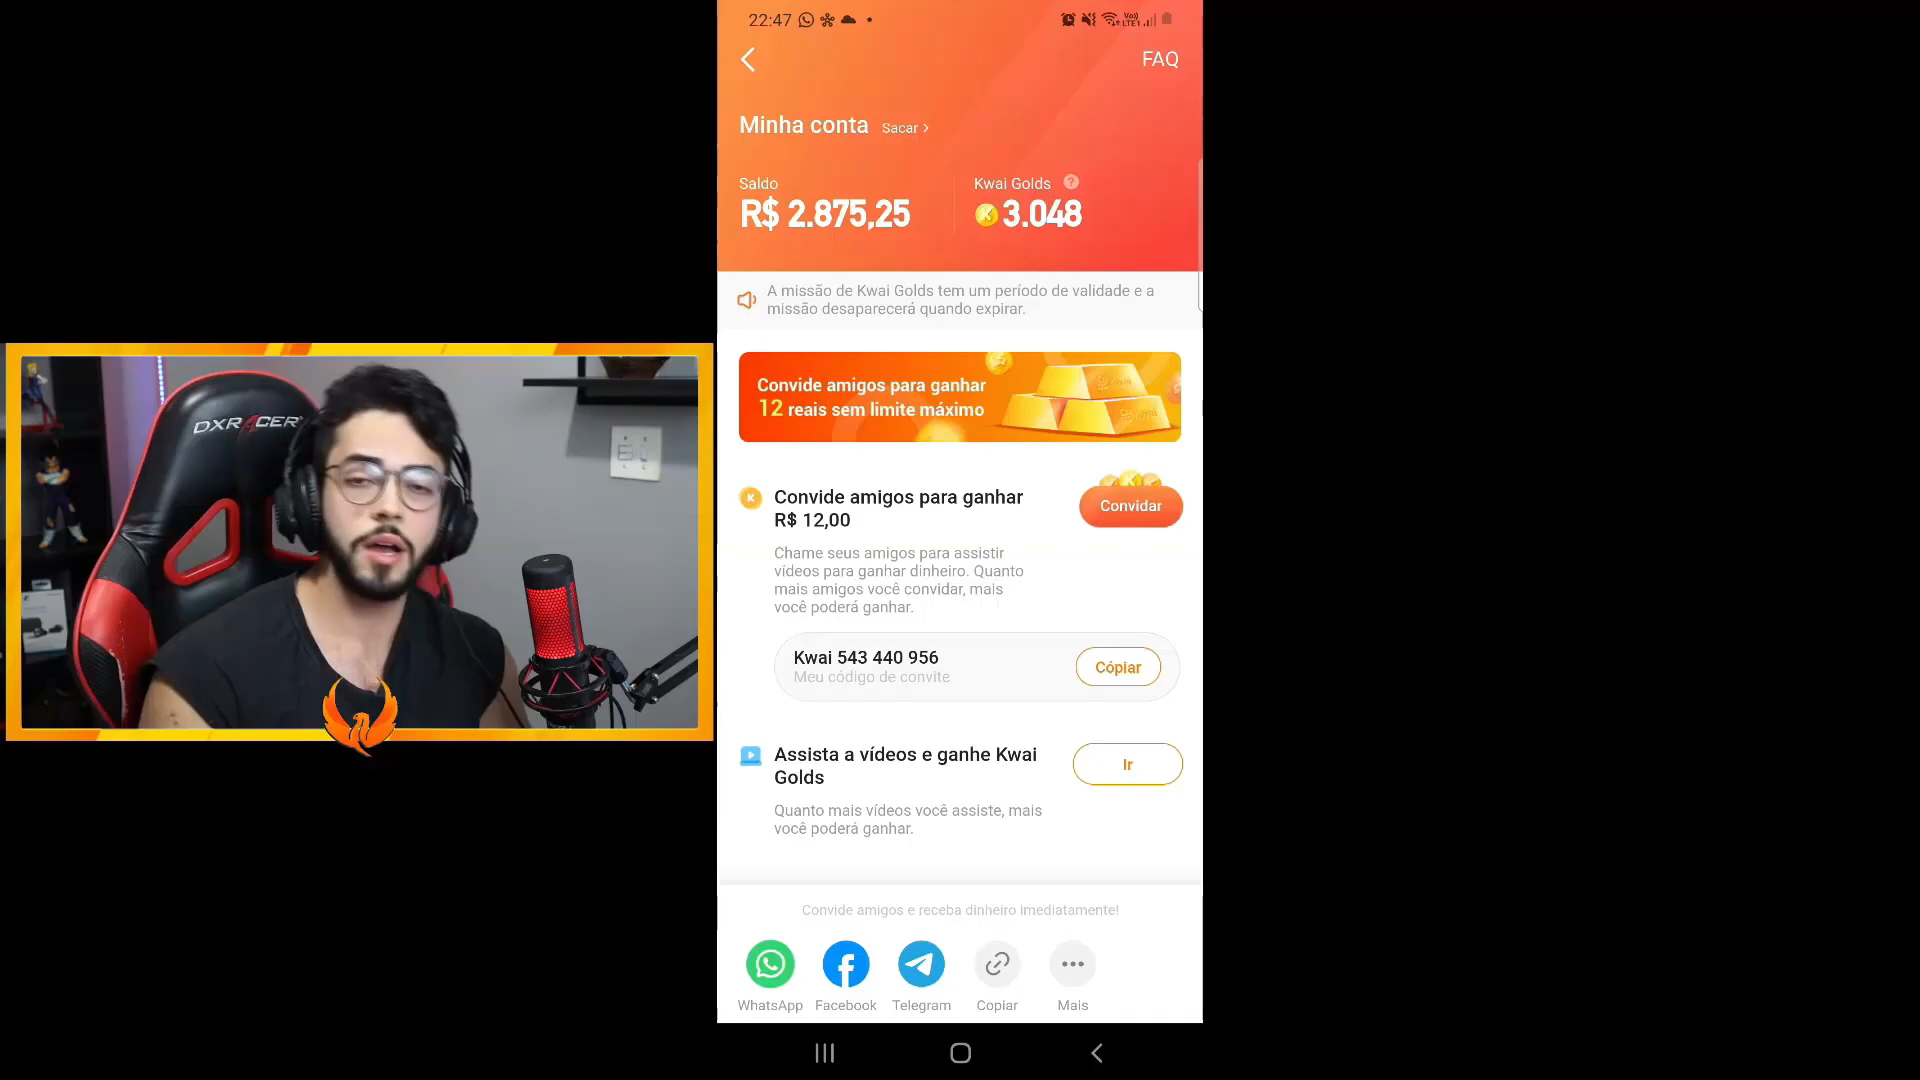 22:47
FAQ
Minha conta Sacar >
Saldo
R$ 2.875,25
Kwai Golds ?
K 3.048
A missão de Kwai Golds tem um período de validade e a
missão desaparecerá quando expirar.
Convide amigos para ganhar
12 reais sem limite máximo
Convide amigos para ganhar
R$ 12,00
Convidar
Chame seus amigos para assistir
vídeos para ganhar dinheiro. Quanto
mais amigos você convidar, mais
você poderá ganhar.
Kwai 543 440 956
Meu código de convite
Cópiar
Assista a vídeos e ganhe Kwai
Golds
Ir
Quanto mais vídeos você assiste, mais
você poderá ganhar.
Convide amigos e receba dinheiro imediatamente!
WhatsApp Facebook Telegram Copiar Mais
DXRACER